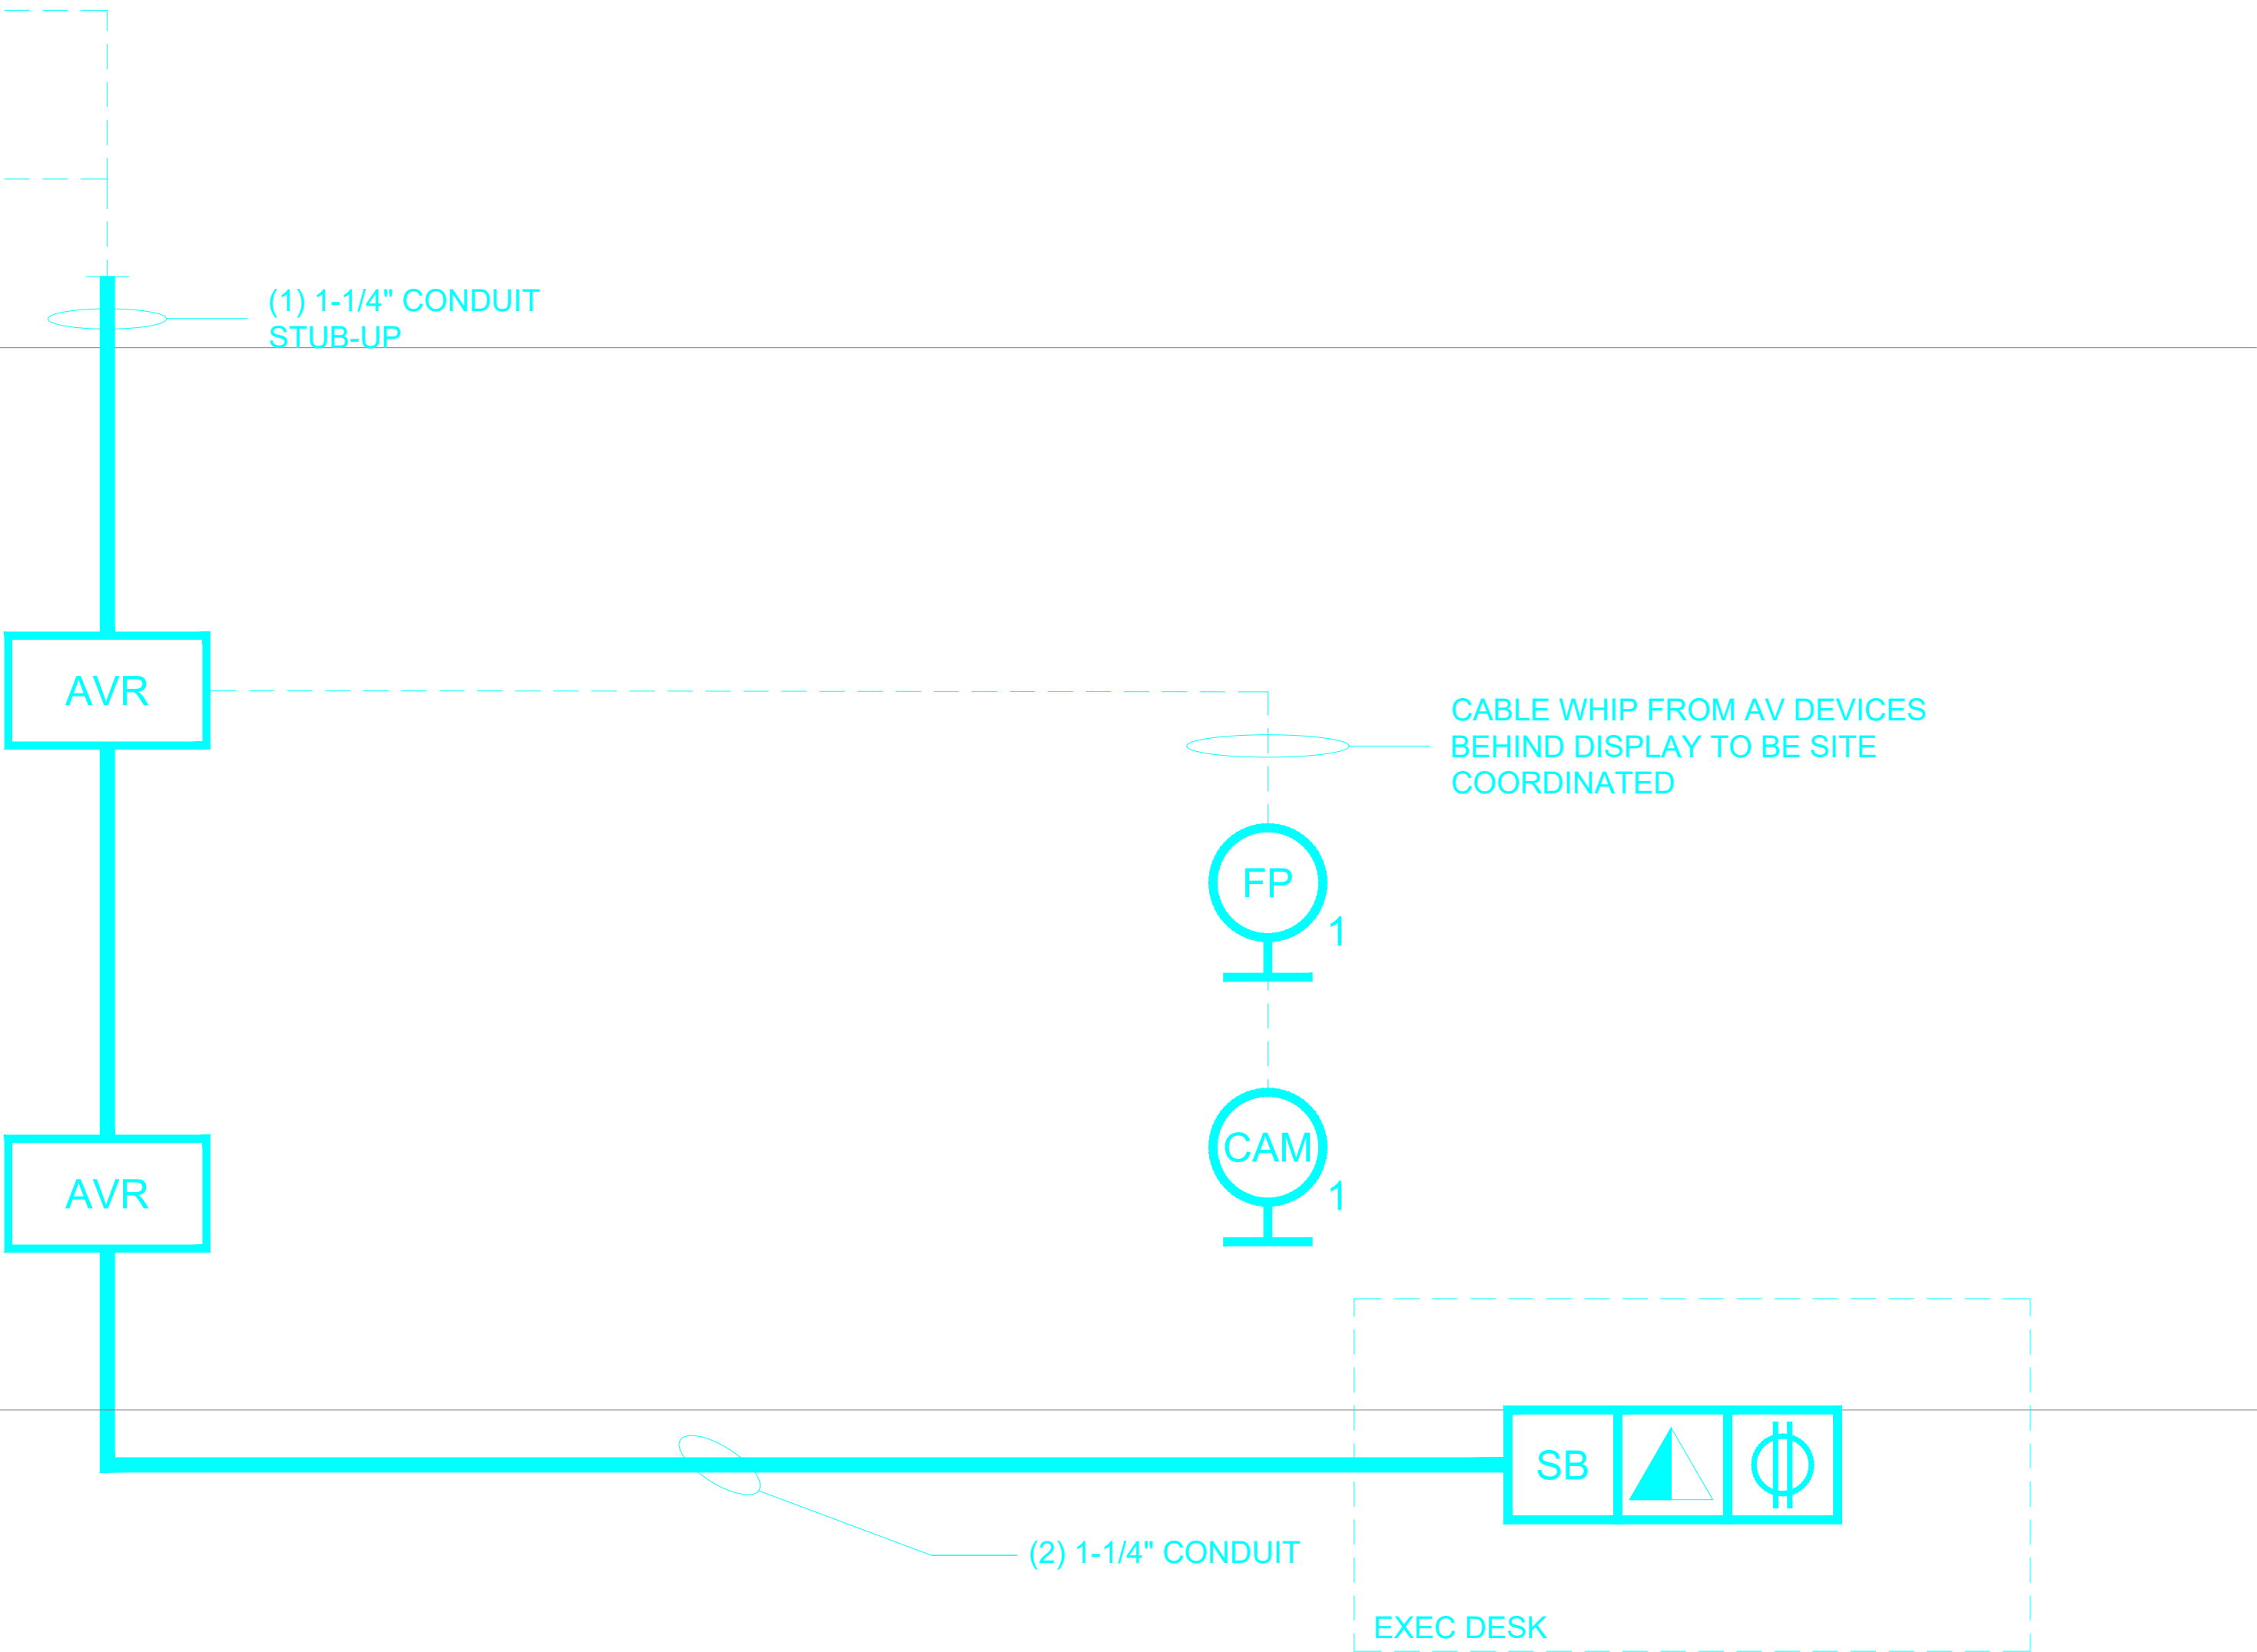 (1) 1-1/4" CONDUIT
STUB-UP
AVR
CABLE WHIP FROM AV DEVICES
BEHIND DISPLAY TO BE SITE
COORDINATED
FP
1
CAM
1
AVR
SB
(2) 1-1/4" CONDUIT
EXEC DESK